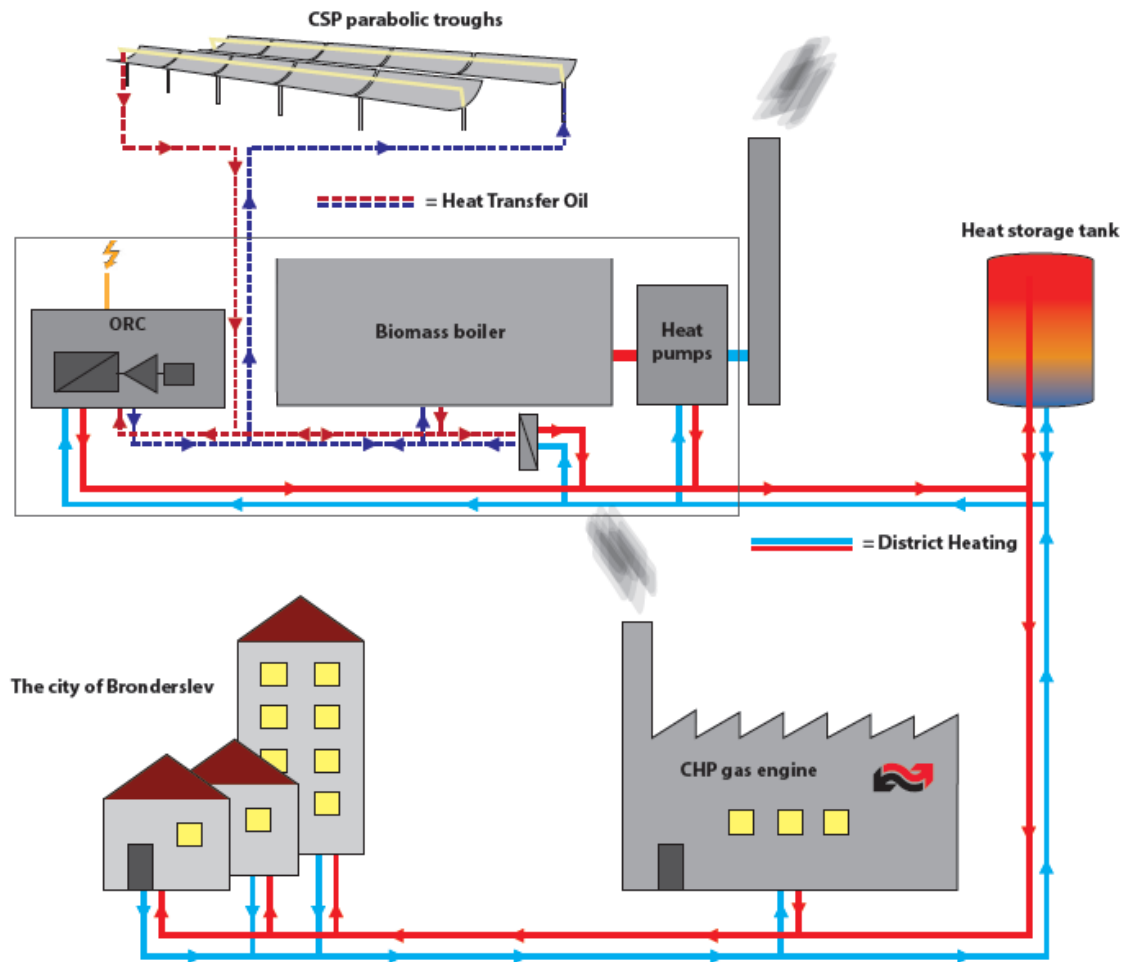 CSP parabolic troughs
= Heat Transfer Oil
Heat storage tank
ORC
Biomass boiler
Heat
pumps
= District Heating
The city of Bronderslev
CHP gas engine